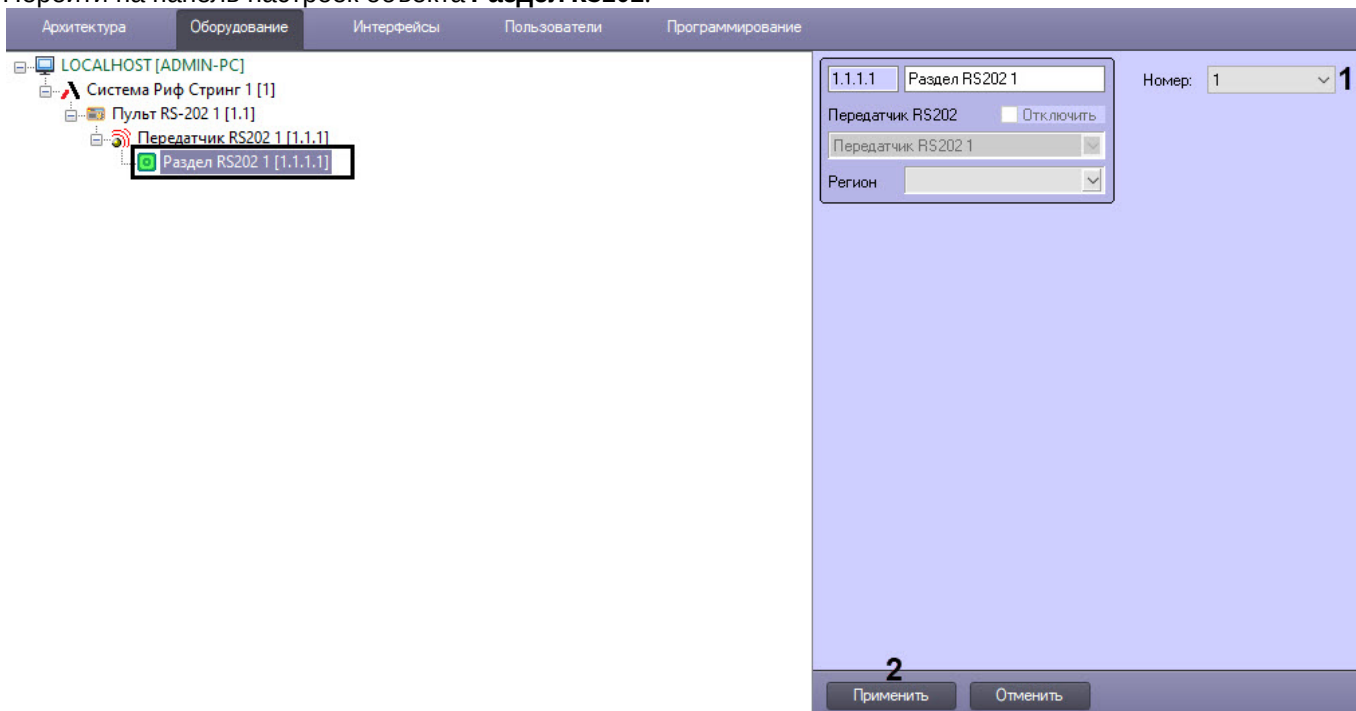 Перейти на панель настроек объекта Раздел RS202.
Архитектура Оборудование Интерфейсы Пользователи Программирование
LOCALHOST [ADMIN-PC]
Система Риф Стринг 1 [1]
Пульт RS-202 1 [1.1]
Передатчик RS202 1 [1.1.1]
Раздел RS202 1 [1.1.1.1]
1.1.1.1 Раздел RS202 1
Номер: 1 1
Передатчик RS202 Отключить
Передатчик RS202 1
Регион
2
Применить Отменить